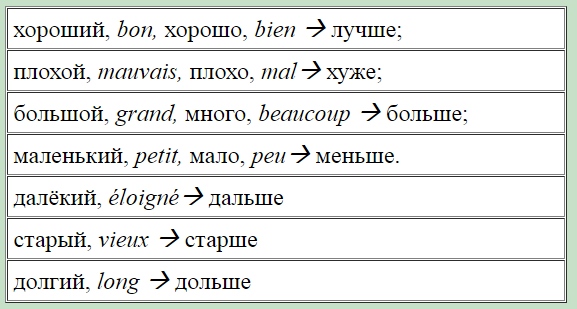 хороший, bon, хорошо, bien → лучше;
плохой, mauvais, плохо, mal → хуже;
большой, grand, много, beaucoup → больше;
маленький, petit, мало, peu → меньше.
далёкий, éloigné → дальше
старый, vieux → старше
долгий, long → дольше